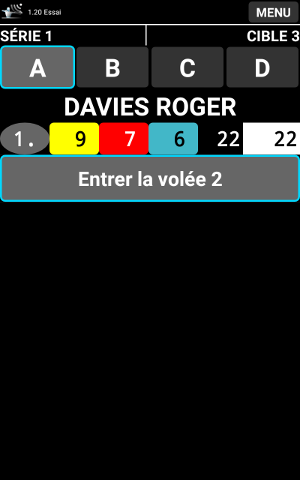 1.20 Essai MENU
SÉRIE 1 CIBLE 3
A B C D
DAVIES ROGER
1. 9 7 6 22 22
Entrer la volée 2